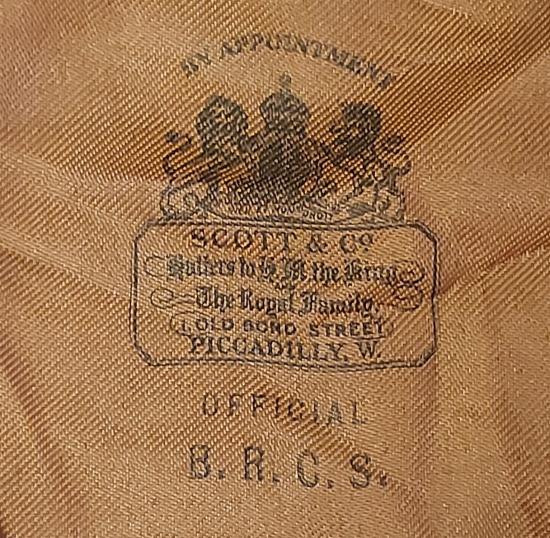 BY APPOINTMENT
SCOTT & Co
Hatters to H.M. the King
&
The Royal Family,
1, OLD BOND STREET,
PICCADILLY, W.
OFFICIAL
B. R. C. S.